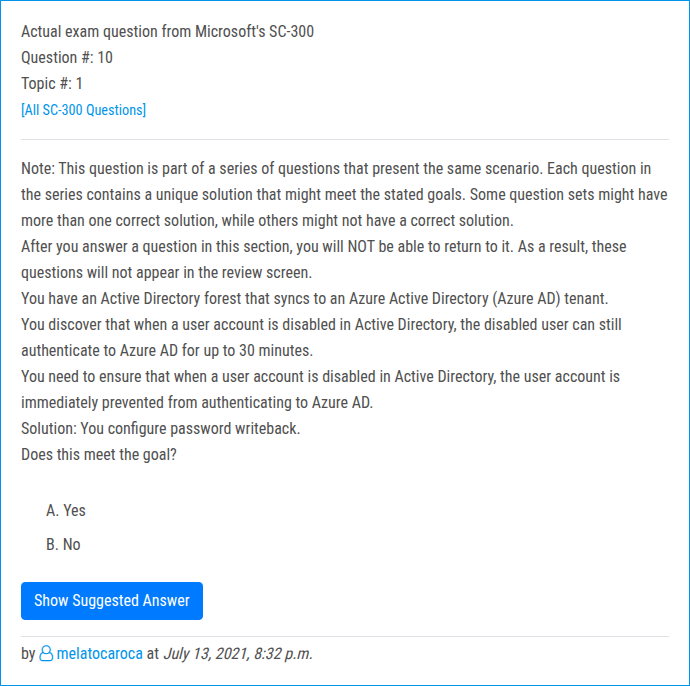 Actual exam question from Microsoft's SC-300
Question #: 10
Topic #: 1
[All SC-300 Questions]
Note: This question is part of a series of questions that present the same scenario. Each question in
the series contains a unique solution that might meet the stated goals. Some question sets might have
more than one correct solution, while others might not have a correct solution.
After you answer a question in this section, you will NOT be able to return to it. As a result, these
questions will not appear in the review screen.
You have an Active Directory forest that syncs to an Azure Active Directory (Azure AD) tenant.
You discover that when a user account is disabled in Active Directory, the disabled user can still
authenticate to Azure AD for up to 30 minutes.
You need to ensure that when a user account is disabled in Active Directory, the user account is
immediately prevented from authenticating to Azure AD.
Solution: You configure password writeback.
Does this meet the goal?
A. Yes
B. No
Show Suggested Answer
by melatocaroca at July 13, 2021, 8:32 p.m.